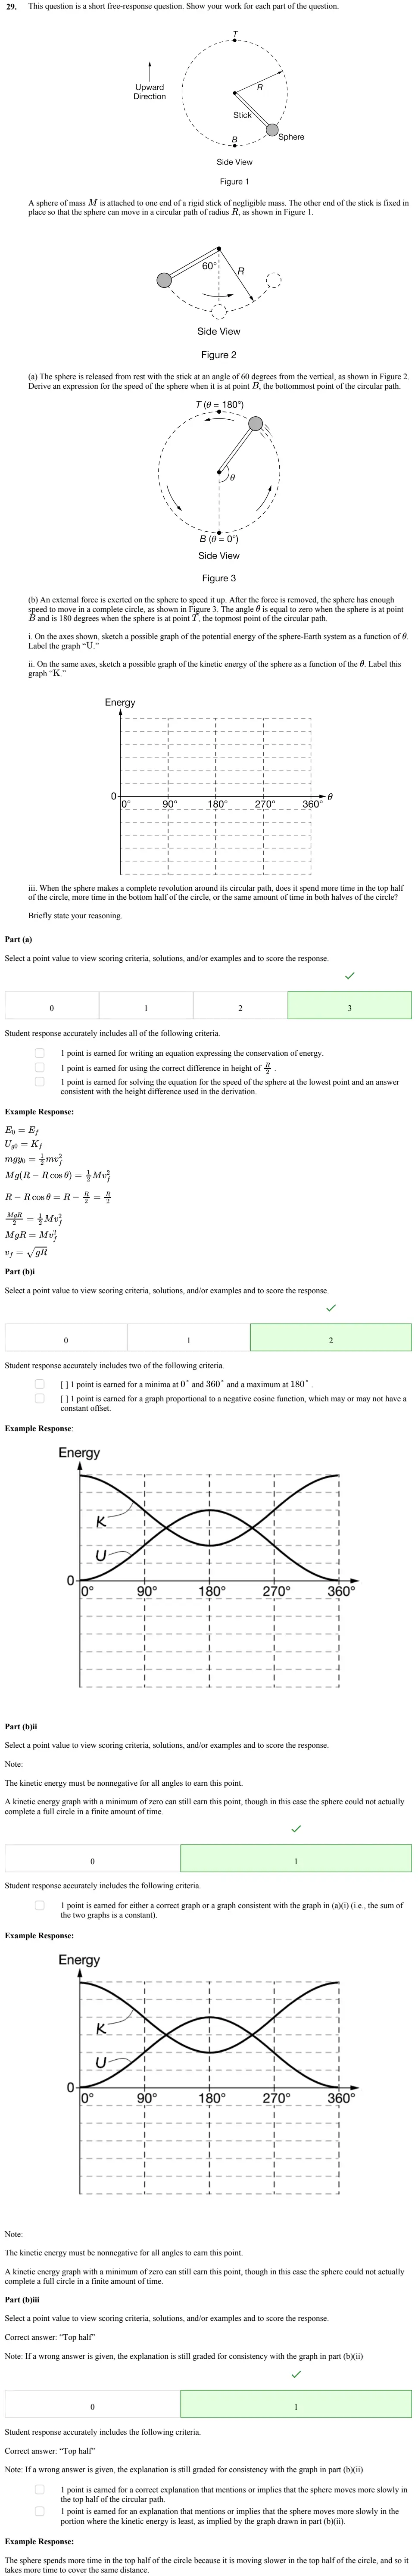 29. This question is a short free-response question. Show your work for each part of the question.
T
Upward
Direction
R
Stick
Sphere
B
Side View
Figure 1
A sphere of mass M is attached to one end of a rigid stick of negligible mass. The other end of the stick is fixed in
place so that the sphere can move in a circular path of radius R, as shown in Figure 1.
60°
R
Side View
Figure 2
(a) The sphere is released from rest with the stick at an angle of 60 degrees from the vertical, as shown in Figure 2.
Derive an expression for the speed of the sphere when it is at point B, the bottommost point of the circular path.
T (θ = 180°)
θ
B (θ = 0°)
Side View
Figure 3
(b) An external force is exerted on the sphere to speed it up. After the force is removed, the sphere has enough
speed to move in a complete circle, as shown in Figure 3. The angle θ is equal to zero when the sphere is at point
B and is 180 degrees when the sphere is at point T, the topmost point of the circular path.
i. On the axes shown, sketch a possible graph of the potential energy of the sphere-Earth system as a function of θ.
Label the graph “U.”
ii. On the same axes, sketch a possible graph of the kinetic energy of the sphere as a function of the θ. Label this
graph “K.”
Energy
0
0° 90° 180° 270° 360° θ
iii. When the sphere makes a complete revolution around its circular path, does it spend more time in the top half
of the circle, more time in the bottom half of the circle, or the same amount of time in both halves of the circle?
Briefly state your reasoning.
Part (a)
Select a point value to view scoring criteria, solutions, and/or examples and to score the response.
0 1 2 3
Student response accurately includes all of the following criteria.
1 point is earned for writing an equation expressing the conservation of energy.
1 point is earned for using the correct difference in height of R/2 .
1 point is earned for solving the equation for the speed of the sphere at the lowest point and an answer
consistent with the height difference used in the derivation.
Example Response:
E₀ = E_f
U_g0 = K_f
mgy₀ = ½mv_f²
Mg(R − R cos θ) = ½Mv_f²
R − R cos θ = R − R/2 = R/2
MgR/2 = ½Mv_f²
MgR = Mv_f²
v_f = √gR
Part (b)i
Select a point value to view scoring criteria, solutions, and/or examples and to score the response.
0 1 2
Student response accurately includes two of the following criteria.
[ ] 1 point is earned for a minima at 0° and 360° and a maximum at 180° .
[ ] 1 point is earned for a graph proportional to a negative cosine function, which may or may not have a
constant offset.
Example Response:
Energy
K
U
0
0° 90° 180° 270° 360°
Part (b)ii
Select a point value to view scoring criteria, solutions, and/or examples and to score the response.
Note:
The kinetic energy must be nonnegative for all angles to earn this point.
A kinetic energy graph with a minimum of zero can still earn this point, though in this case the sphere could not actually
complete a full circle in a finite amount of time.
0 1
Student response accurately includes the following criteria.
1 point is earned for either a correct graph or a graph consistent with the graph in (a)(i) (i.e., the sum of
the two graphs is a constant).
Example Response:
Energy
K
U
0
0° 90° 180° 270° 360°
Note:
The kinetic energy must be nonnegative for all angles to earn this point.
A kinetic energy graph with a minimum of zero can still earn this point, though in this case the sphere could not actually
complete a full circle in a finite amount of time.
Part (b)iii
Select a point value to view scoring criteria, solutions, and/or examples and to score the response.
Correct answer: “Top half”
Note: If a wrong answer is given, the explanation is still graded for consistency with the graph in part (b)(ii)
0 1
Student response accurately includes the following criteria.
Correct answer: “Top half”
Note: If a wrong answer is given, the explanation is still graded for consistency with the graph in part (b)(ii)
1 point is earned for a correct explanation that mentions or implies that the sphere moves more slowly in
the top half of the circular path.
1 point is earned for an explanation that mentions or implies that the sphere moves more slowly in the
portion where the kinetic energy is least, as implied by the graph drawn in part (b)(ii).
Example Response:
The sphere spends more time in the top half of the circle because it is moving slower in the top half of the circle, and so it
takes more time to cover the same distance.